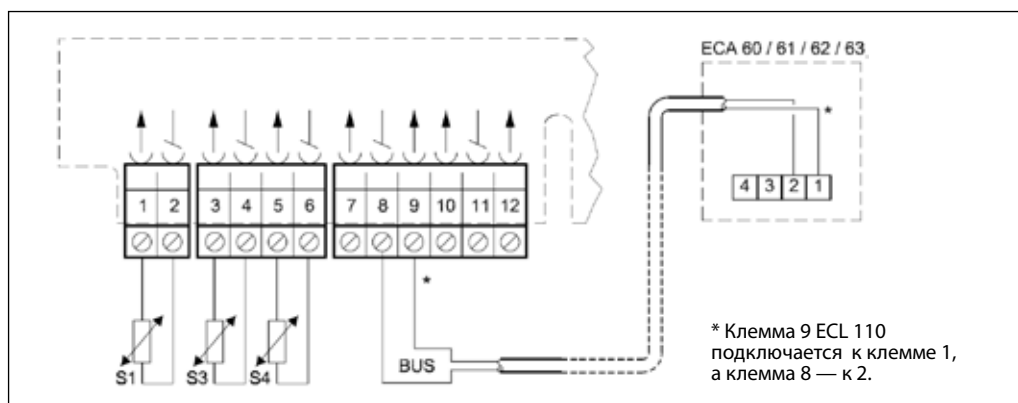 ECA 60 / 61 / 62 / 63
*
4 3 2 1
1 2 3 4 5 6 7 8 9 10 11 12
*
S1 S3 S4 BUS
* Клемма 9 ECL 110
подключается к клемме 1,
а клемма 8 — к 2.